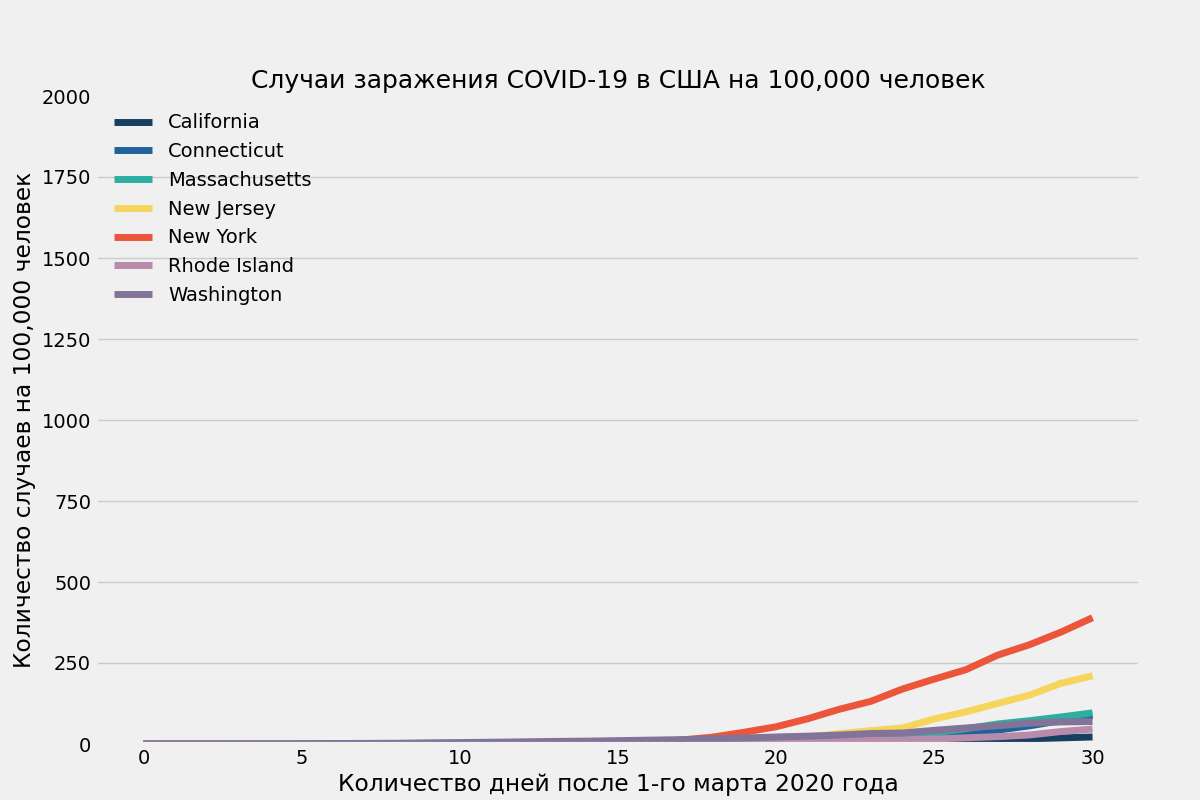 Случаи заражения COVID-19 в США на 100,000 человек
Количество случаев на 100,000 человек
2000
1750
1500
1250
1000
750
500
250
0
California
Connecticut
Massachusetts
New Jersey
New York
Rhode Island
Washington
0 5 10 15 20 25 30
Количество дней после 1-го марта 2020 года